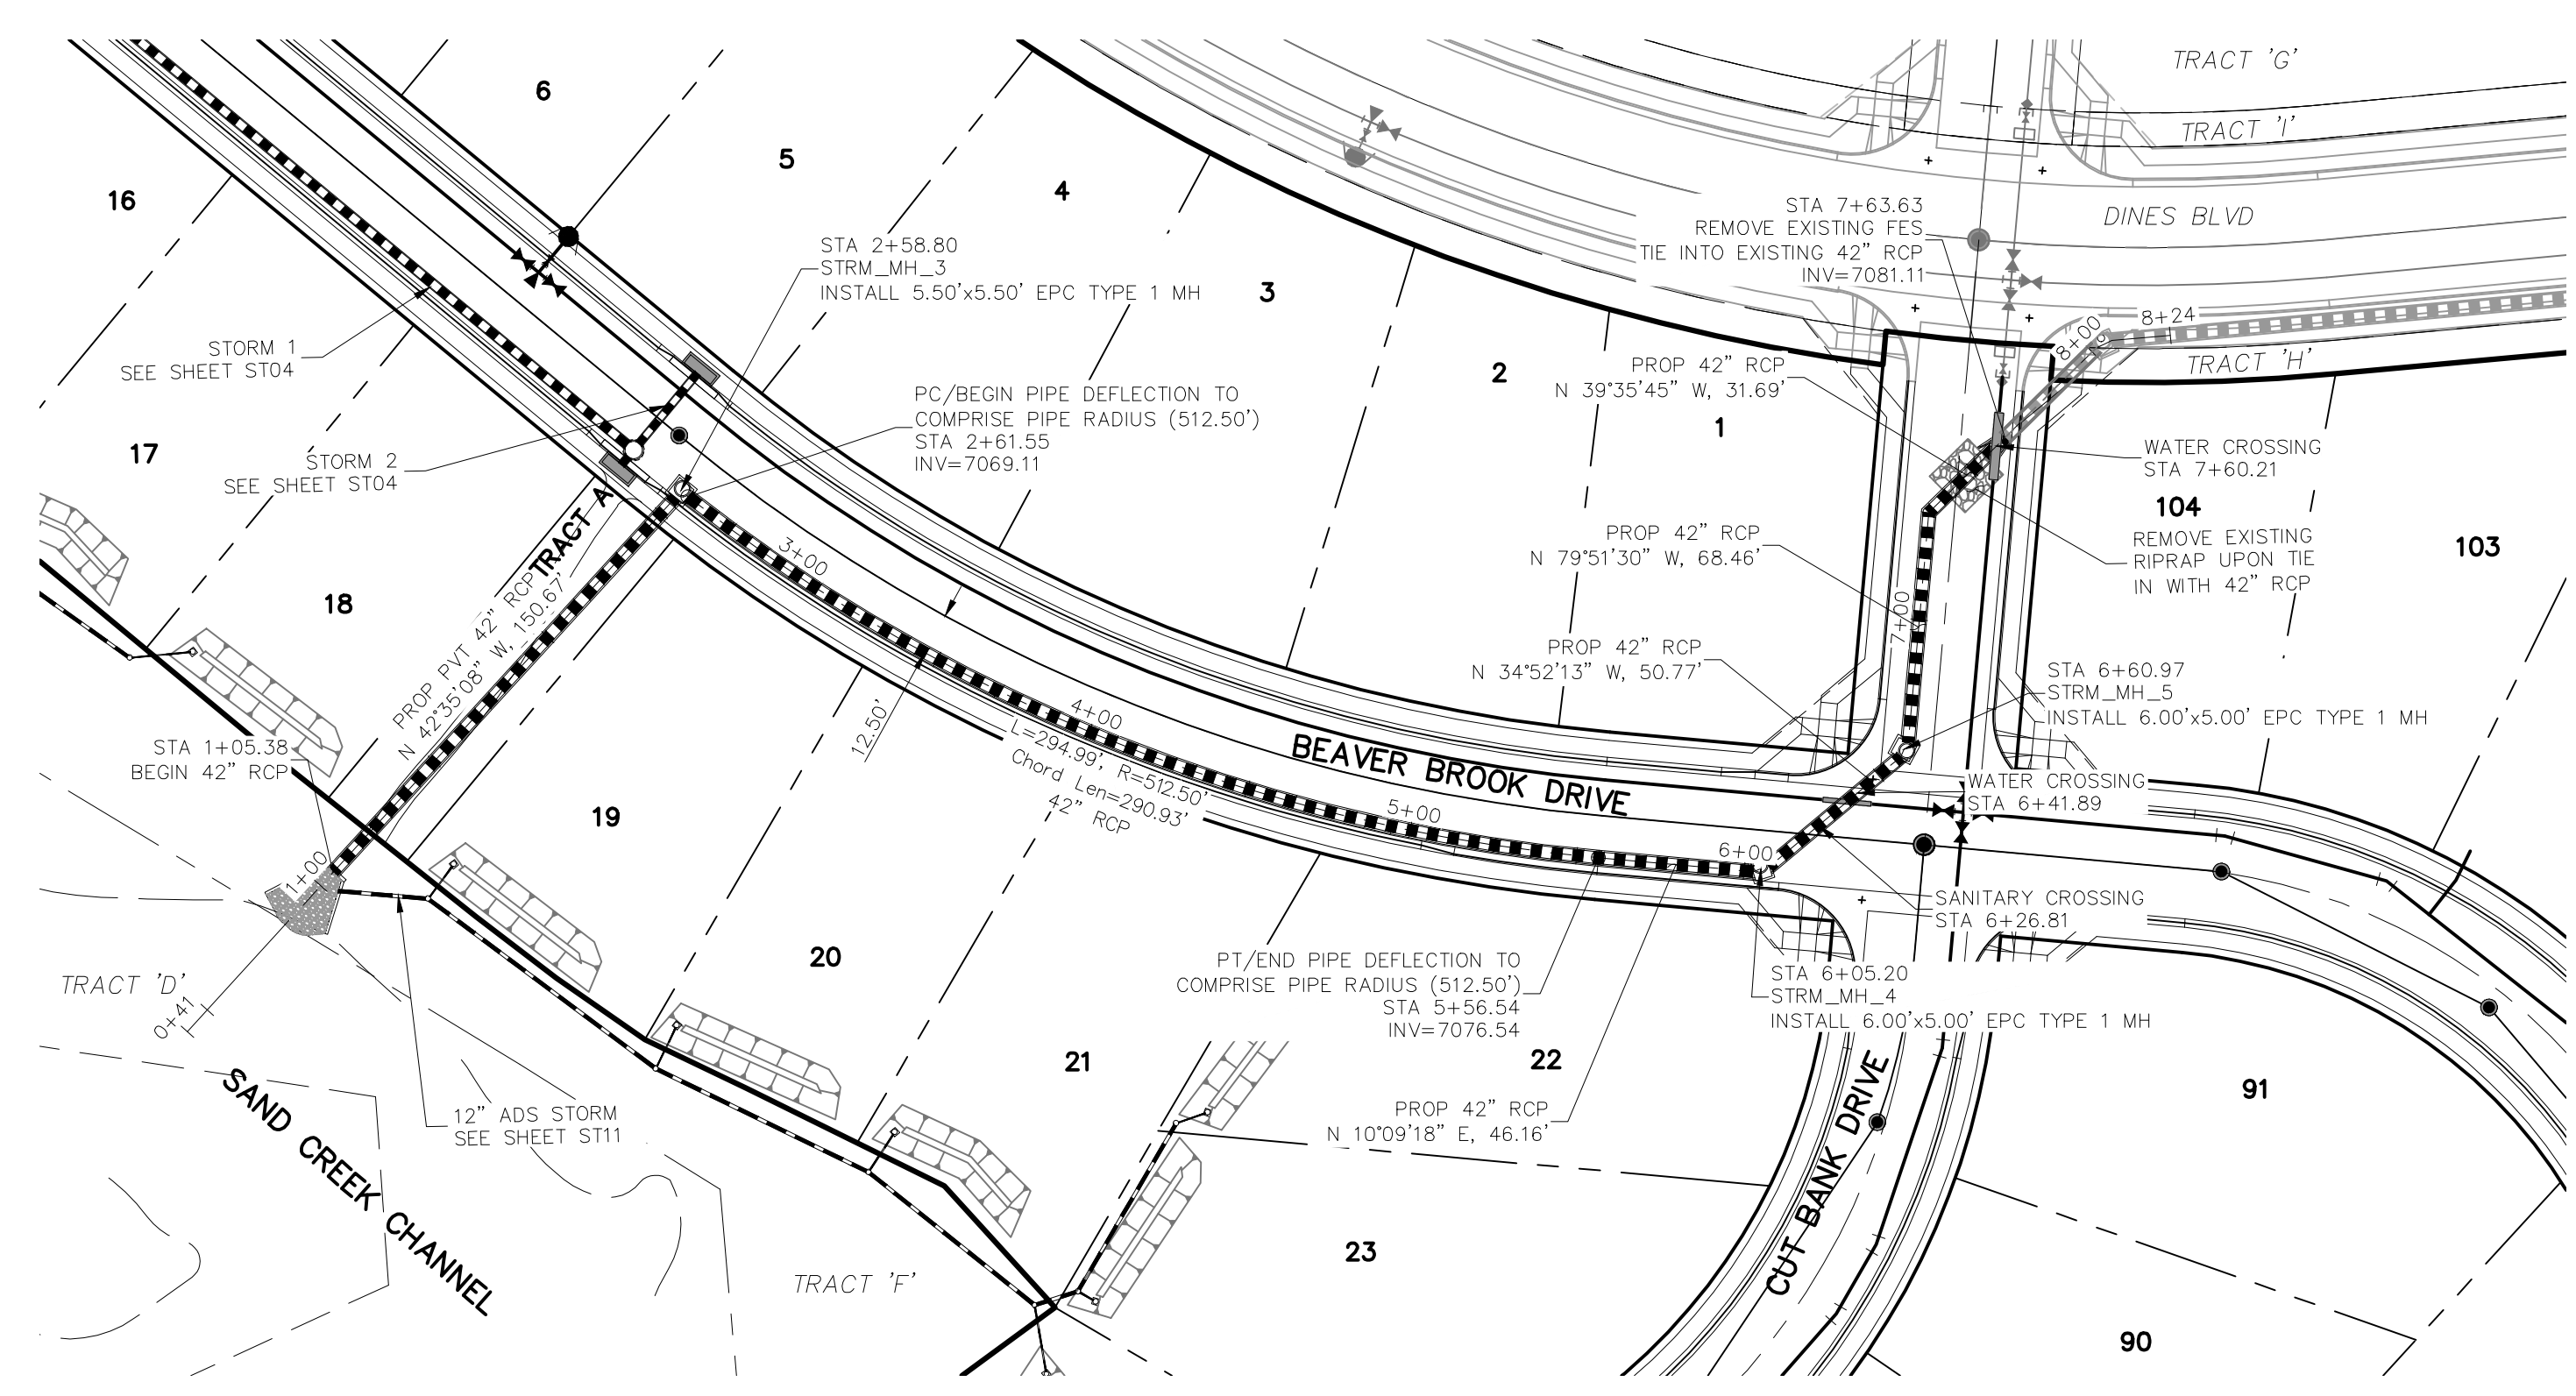 TRACT 'G'
TRACT 'I'
DINES BLVD
TRACT 'H'
8+24
8+00
6
5
4
3
2
1
16
17
18
19
20
21
22
23
104
103
91
90
STA 7+63.63
REMOVE EXISTING FES
TIE INTO EXISTING 42" RCP
INV=7081.11
STA 2+58.80
STRM_MH_3
INSTALL 5.50'x5.50' EPC TYPE 1 MH
STORM 1
SEE SHEET ST04
PC/BEGIN PIPE DEFLECTION TO
COMPRISE PIPE RADIUS (512.50')
STA 2+61.55
INV=7069.11
PROP 42" RCP
N 39°35'45" W, 31.69'
STORM 2
SEE SHEET ST04
WATER CROSSING
STA 7+60.21
TRACT A
3+00
PROP 42" RCP
N 79°51'30" W, 68.46'
REMOVE EXISTING
RIPRAP UPON TIE
IN WITH 42" RCP
7+00
PROP PVT 42" RCP
N 42°35'08" W, 150.67'
PROP 42" RCP
N 34°52'13" W, 50.77'
STA 6+60.97
STRM_MH_5
INSTALL 6.00'x5.00' EPC TYPE 1 MH
12.50'
4+00
L=294.99', R=512.50'
Chord Len=290.93'
42" RCP
BEAVER BROOK DRIVE
STA 1+05.38
BEGIN 42" RCP
WATER CROSSING
STA 6+41.89
5+00
6+00
1+00
SANITARY CROSSING
STA 6+26.81
TRACT 'D'
0+41
PT/END PIPE DEFLECTION TO
COMPRISE PIPE RADIUS (512.50')
STA 5+56.54
INV=7076.54
STA 6+05.20
STRM_MH_4
INSTALL 6.00'x5.00' EPC TYPE 1 MH
12" ADS STORM
SEE SHEET ST11
PROP 42" RCP
N 10°09'18" E, 46.16'
SAND CREEK CHANNEL
TRACT 'F'
CUT BANK DRIVE